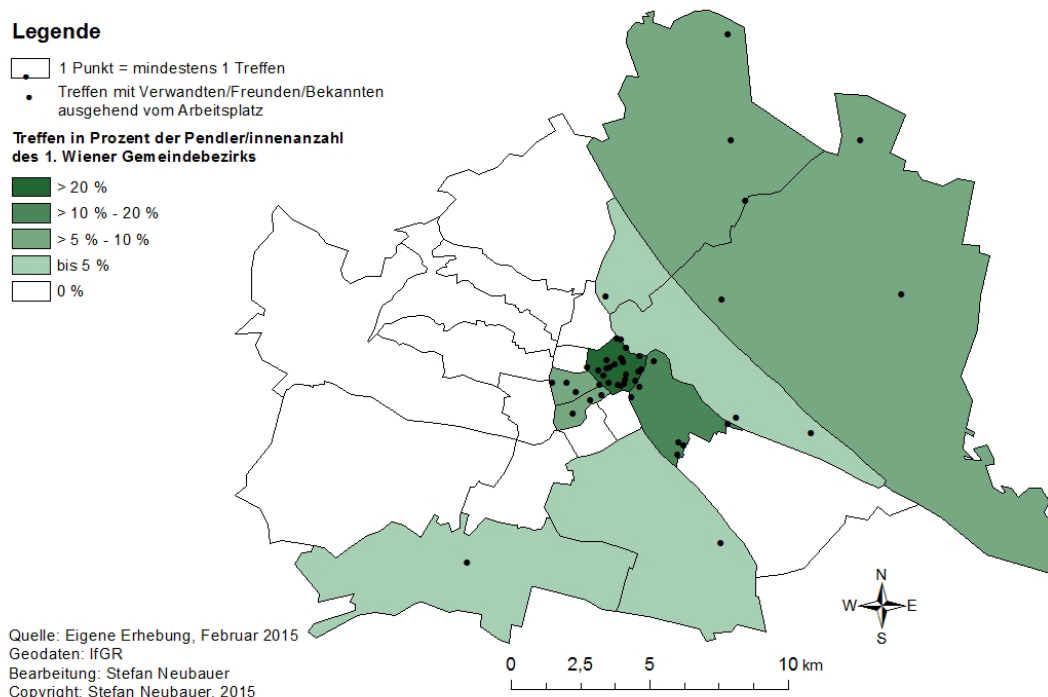 Legende
1 Punkt = mindestens 1 Treffen
Treffen mit Verwandten/Freunden/Bekannten
ausgehend vom Arbeitsplatz
Treffen in Prozent der Pendler/innenanzahl
des 1. Wiener Gemeindebezirks
> 20 %
> 10 % - 20 %
> 5 % - 10 %
bis 5 %
0 %
N
W E
S
Quelle: Eigene Erhebung, Februar 2015
Geodaten: IfGR
Bearbeitung: Stefan Neubauer
Copyright: Stefan Neubauer, 2015
0 2,5 5 10 km